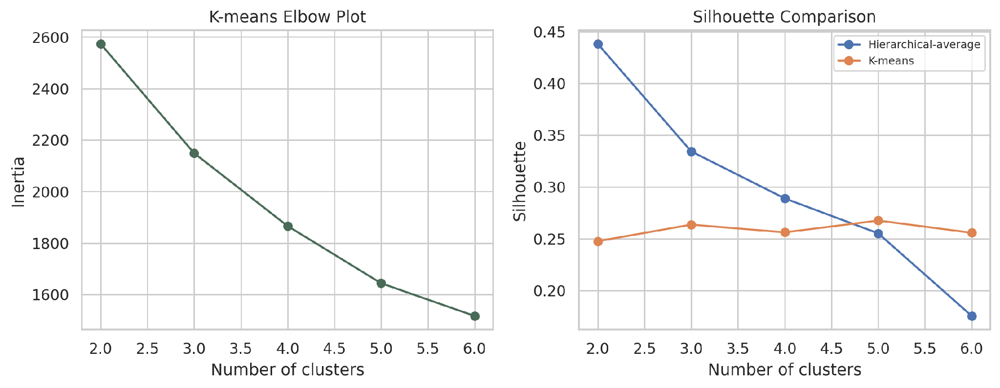 K-means Elbow Plot
2600
2400
2200
2000
1800
1600
Inertia
2.0 2.5 3.0 3.5 4.0 4.5 5.0 5.5 6.0
Number of clusters
Silhouette Comparison
0.45
0.40
0.35
0.30
0.25
0.20
Silhouette
Hierarchical-average
K-means
2.0 2.5 3.0 3.5 4.0 4.5 5.0 5.5 6.0
Number of clusters